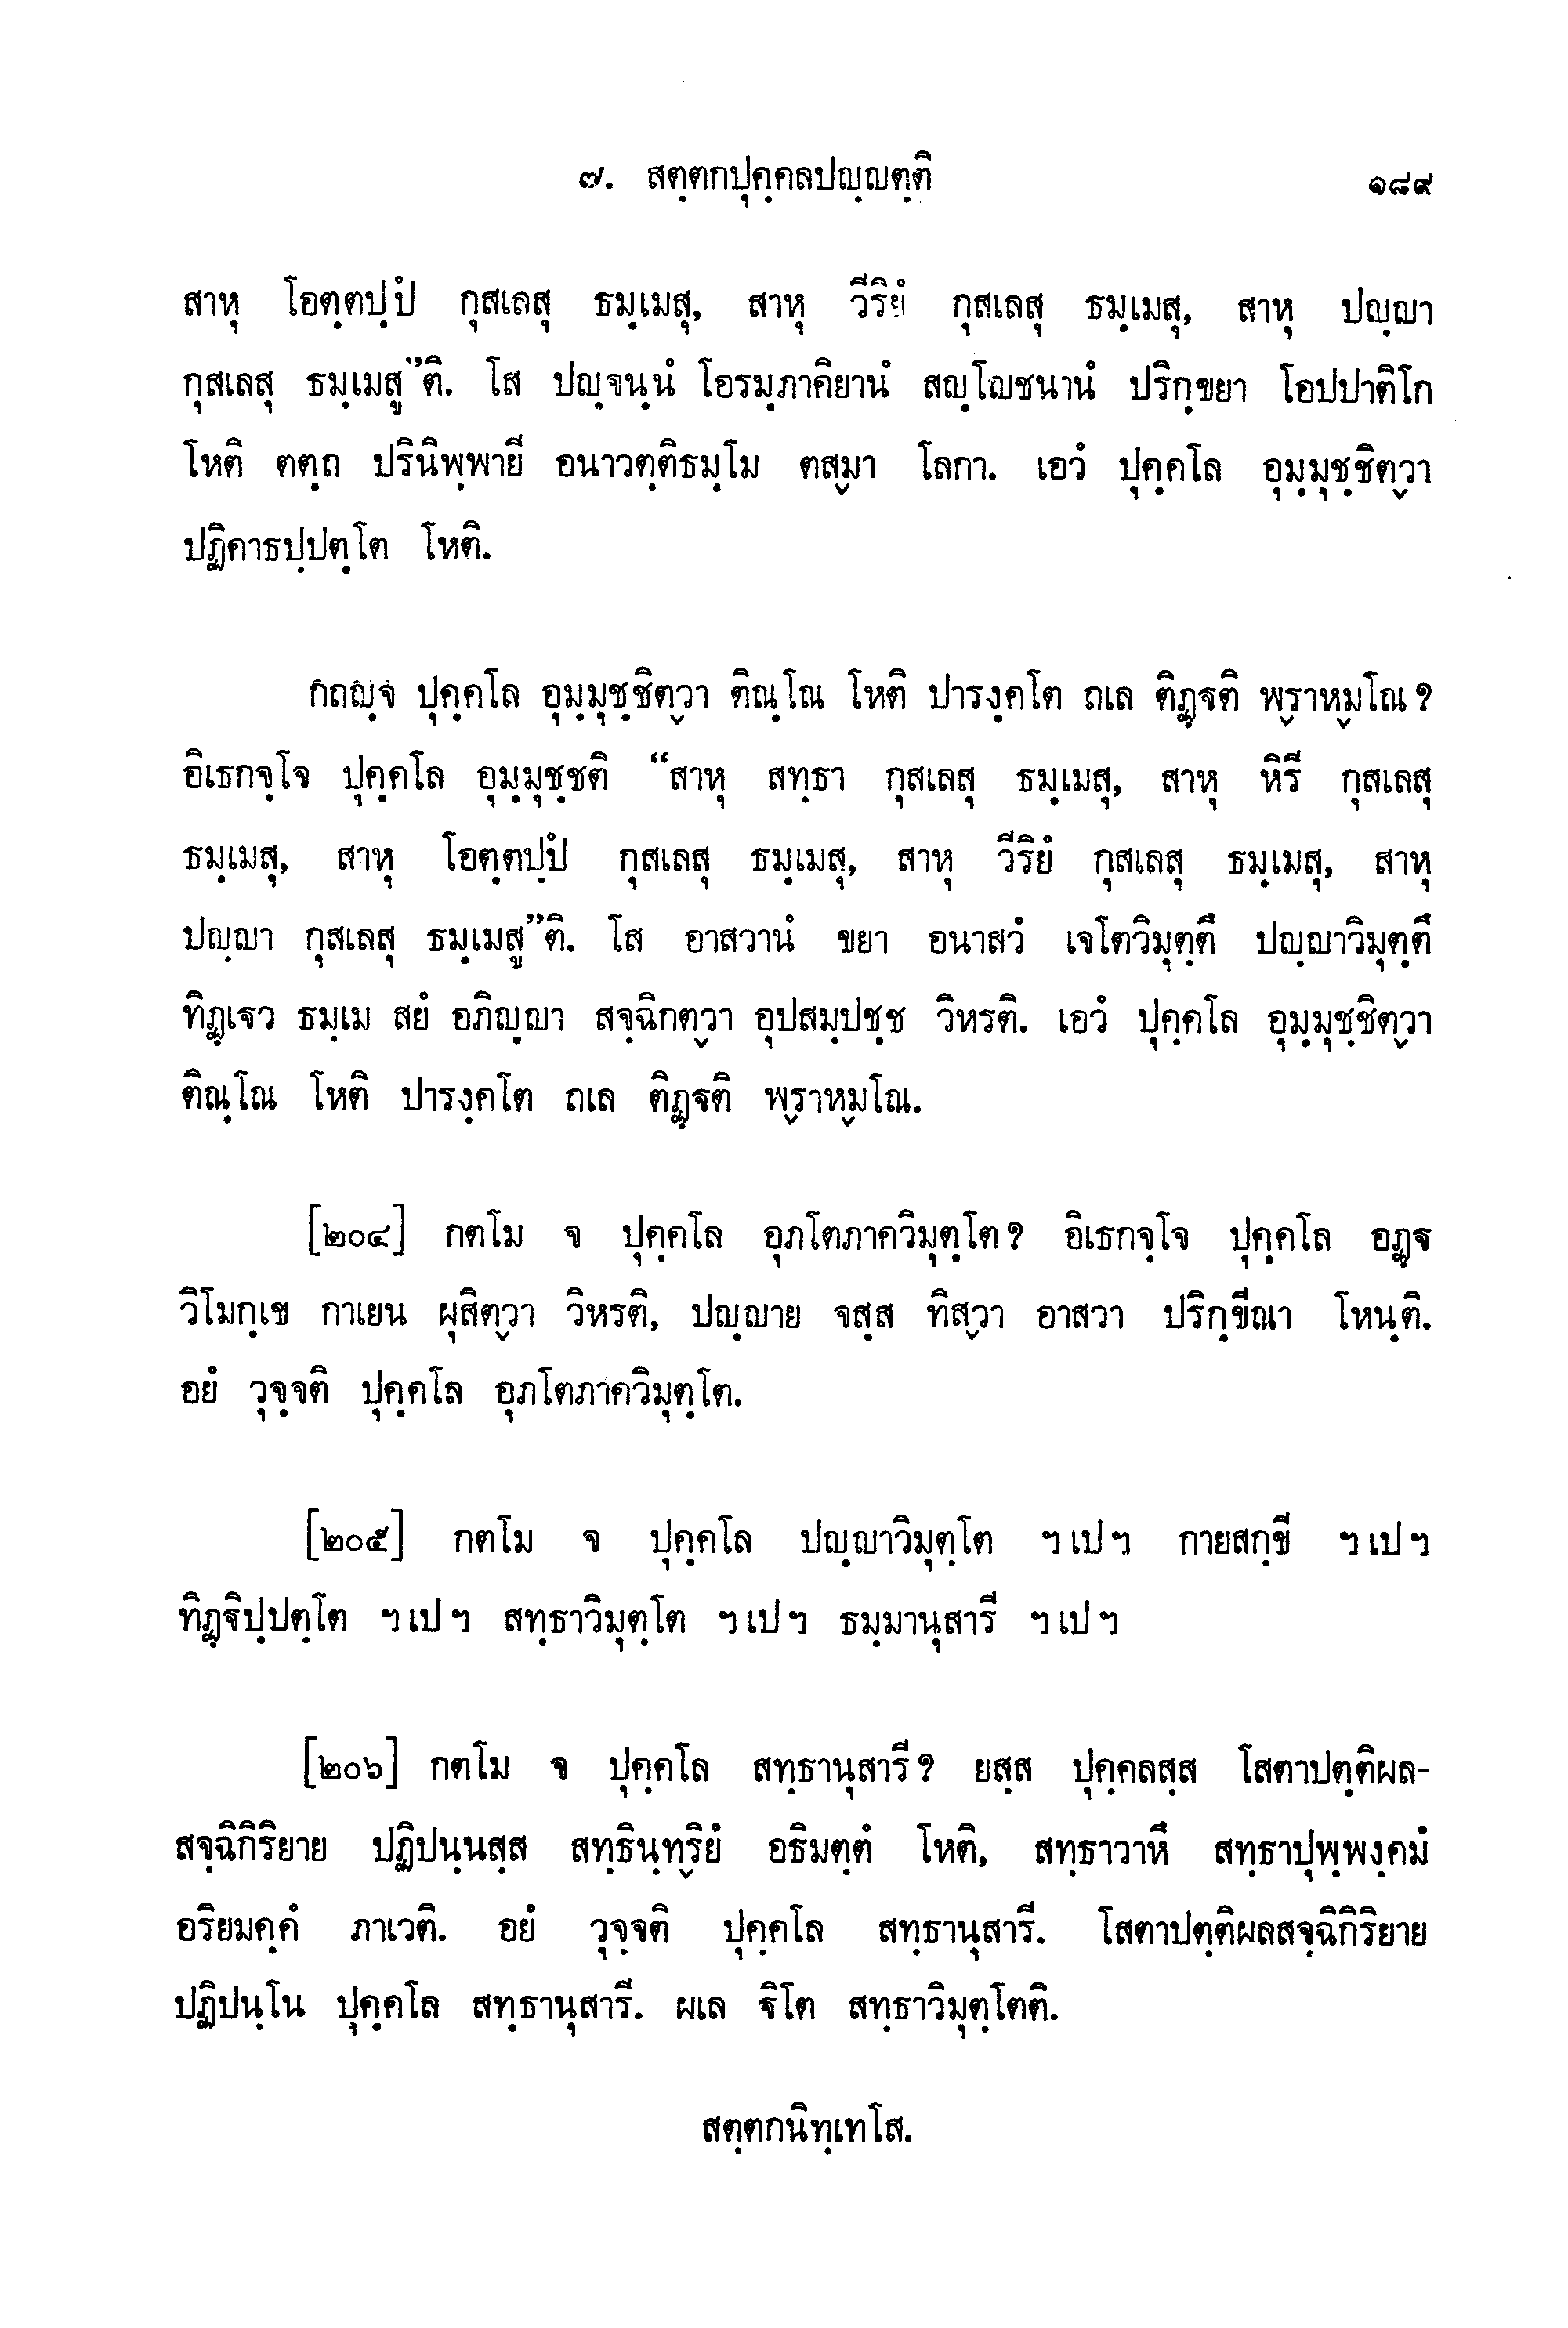 ๗. สตฺตกปุคฺคลปญฺญตฺติ ๑๘๙
สาหุ โอตฺตปฺปํ กุสเลสุ ธมฺเมสุ, สาหุ วีริยํ กุสเลสุ ธมฺเมสุ, สาหุ ปญฺญา
กุสเลสุ ธมฺเมสู”ติ. โส ปญฺจนฺนํ โอรมฺภาคิยานํ สญฺโญชนานํ ปริกฺขยา โอปปาติโก
โหติ ตตฺถ ปรินิพฺพายี อนาวตฺติธมฺโม ตสฺมา โลกา. เอวํ ปุคฺคโล อุมฺมุชฺชิตฺวา
ปฏิคาธปฺปตฺโต โหติ.
กถญฺจ ปุคฺคโล อุมฺมุชฺชิตฺวา ติณฺโณ โหติ ปารงฺคโต ถเล ติฏฺฐติ พฺราหฺมโณ?
อิเธกจฺโจ ปุคฺคโล อุมฺมุชฺชติ “สาหุ สทฺธา กุสเลสุ ธมฺเมสุ, สาหุ หิรี กุสเลสุ
ธมฺเมสุ, สาหุ โอตฺตปฺปํ กุสเลสุ ธมฺเมสุ, สาหุ วีริยํ กุสเลสุ ธมฺเมสุ, สาหุ
ปญฺญา กุสเลสุ ธมฺเมสู”ติ. โส อาสวานํ ขยา อนาสวํ เจโตวิมุตฺตึ ปญฺญาวิมุตฺตึ
ทิฏฺเฐว ธมฺเม สยํ อภิญฺญา สจฺฉิกตฺวา อุปสมฺปชฺช วิหรติ. เอวํ ปุคฺคโล อุมฺมุชฺชิตฺวา
ติณฺโณ โหติ ปารงฺคโต ถเล ติฏฺฐติ พฺราหฺมโณ.
[๒๐๔] กตโม จ ปุคฺคโล อุภโตภาควิมุตฺโต? อิเธกจฺโจ ปุคฺคโล อฏฺฐ
วิโมกฺเข กาเยน ผุสิตฺวา วิหรติ, ปญฺญาย จสฺส ทิสฺวา อาสวา ปริกฺขีณา โหนฺติ.
อยํ วุจฺจติ ปุคฺคโล อุภโตภาควิมุตฺโต.
[๒๐๕] กตโม จ ปุคฺคโล ปญฺญาวิมุตฺโต ฯเปฯ กายสกฺขี ฯเปฯ
ทิฏฺฐิปฺปตฺโต ฯเปฯ สทฺธาวิมุตฺโต ฯเปฯ ธมฺมานุสารี ฯเปฯ
[๒๐๖] กตโม จ ปุคฺคโล สทฺธานุสารี? ยสฺส ปุคฺคลสฺส โสตาปตฺติผล-
สจฺฉิกิริยาย ปฏิปนฺนสฺส สทฺธินฺทฺริยํ อธิมตฺตํ โหติ, สทฺธาวาหึ สทฺธาปุพฺพงฺคมํ
อริยมคฺคํ ภาเวติ. อยํ วุจฺจติ ปุคฺคโล สทฺธานุสารี. โสตาปตฺติผลสจฺฉิกิริยาย
ปฏิปนฺโน ปุคฺคโล สทฺธานุสารี. ผเล ฐิโต สทฺธาวิมุตฺโตติ.
สตฺตกนิทฺเทโส.